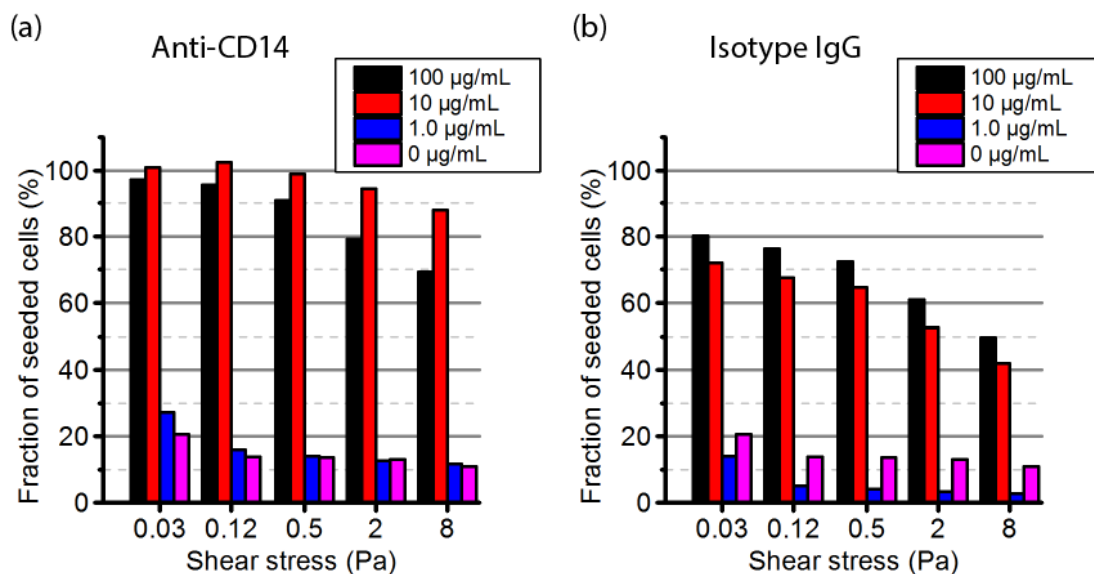 (a)
Anti-CD14
100 µg/mL
10 µg/mL
1.0 µg/mL
0 µg/mL
Fraction of seeded cells (%)
100
80
60
40
20
0
0.03 0.12 0.5 2 8
Shear stress (Pa)
(b)
Isotype IgG
100 µg/mL
10 µg/mL
1.0 µg/mL
0 µg/mL
Fraction of seeded cells (%)
100
80
60
40
20
0
0.03 0.12 0.5 2 8
Shear stress (Pa)